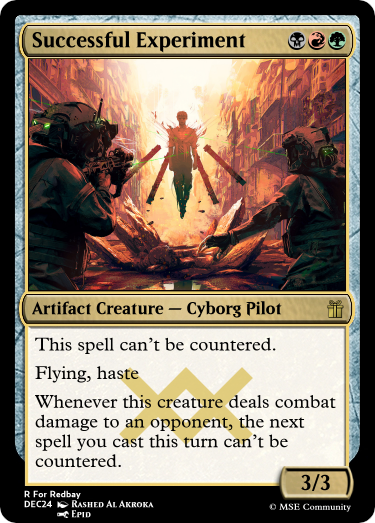 Successful Experiment
Artifact Creature — Cyborg Pilot
This spell can't be countered.
Flying, haste
Whenever this creature deals combat
damage to an opponent, the next
spell you cast this turn can't be
countered.
3/3
R For Redbay
DEC24 Rashed Al Akroka
Epid
© MSE Community